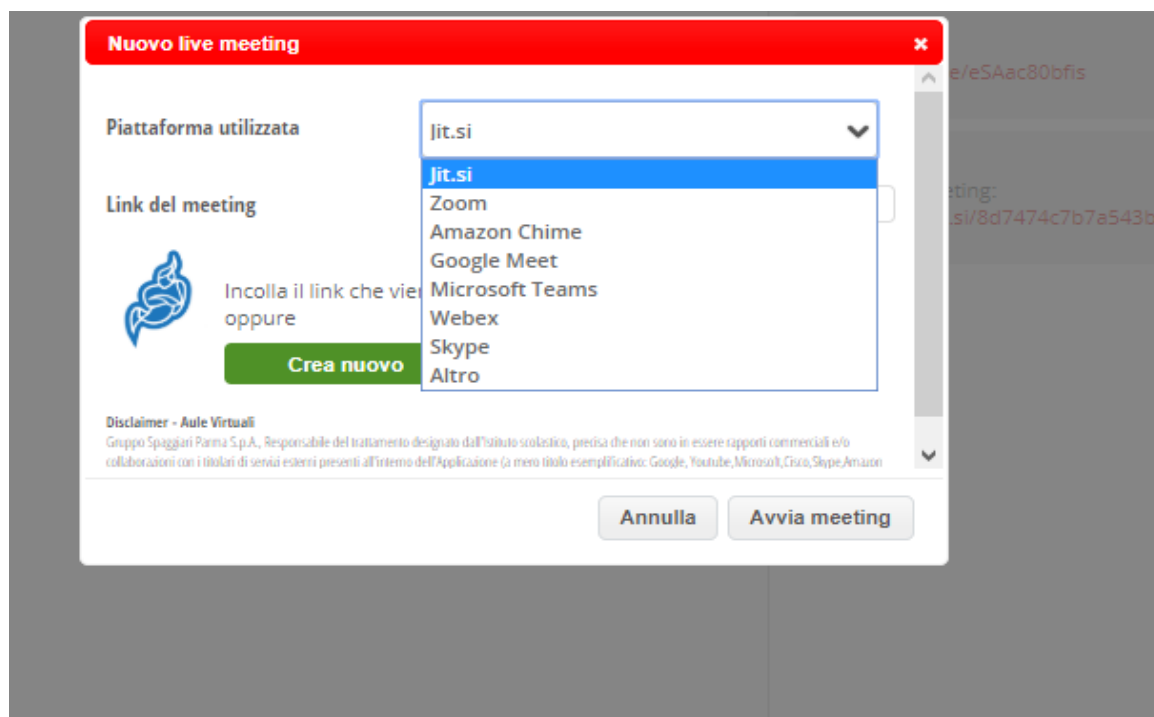 Nuovo live meeting
e/eSAac80bfis
Piattaforma utilizzata
Jit.si
Jit.si
Zoom
Amazon Chime
Google Meet
Microsoft Teams
Webex
Skype
Altro
Link del meeting
eting:
.si/8d7474c7b7a543b
Incolla il link che vie
oppure
Crea nuovo
Disclaimer - Aule Virtuali
Gruppo Spaggiari Parma S.p.A., Responsabile del trattamento designato dall'Istituto scolastico, precisa che non sono in essere rapporti commerciali e/o
collaborazioni con i titolari di servizi esterni presenti all'interno dell'Applicazione (a mero titolo esemplificativo: Google, Youtube, Microsoft, Cisco, Skype, Amazon
Annulla
Avvia meeting